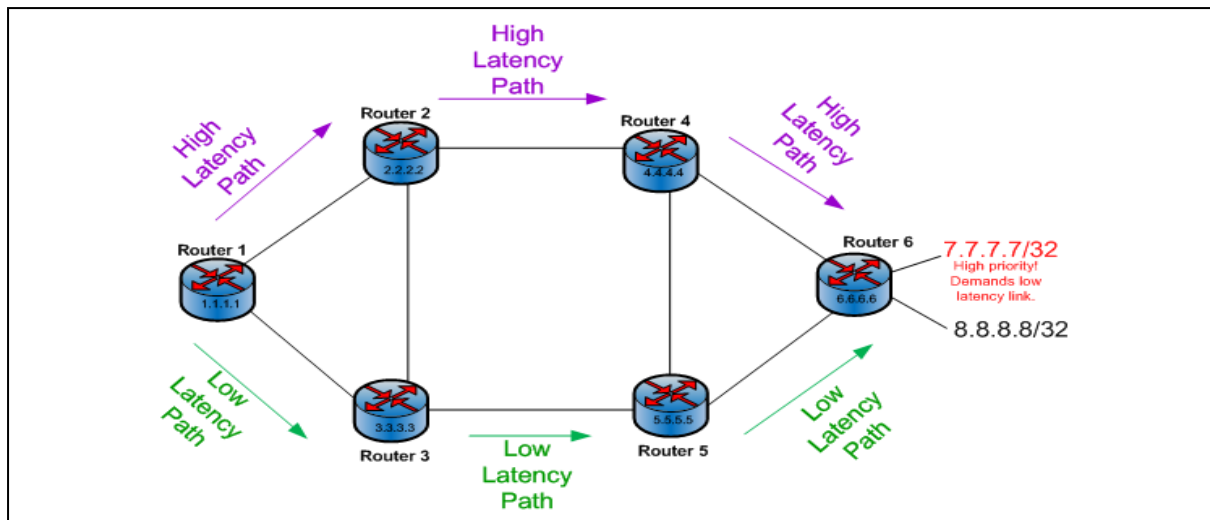 High
Latency
Path
High
Latency
Path
High
Latency
Path
Router 2
2.2.2.2
Router 4
4.4.4.4
Router 1
1.1.1.1
Router 6
6.6.6.6
7.7.7.7/32
High priority!
Demands low
latency link.
8.8.8.8/32
Low
Latency
Path
3.3.3.3
Router 3
Low
Latency
Path
5.5.5.5
Router 5
Low
Latency
Path